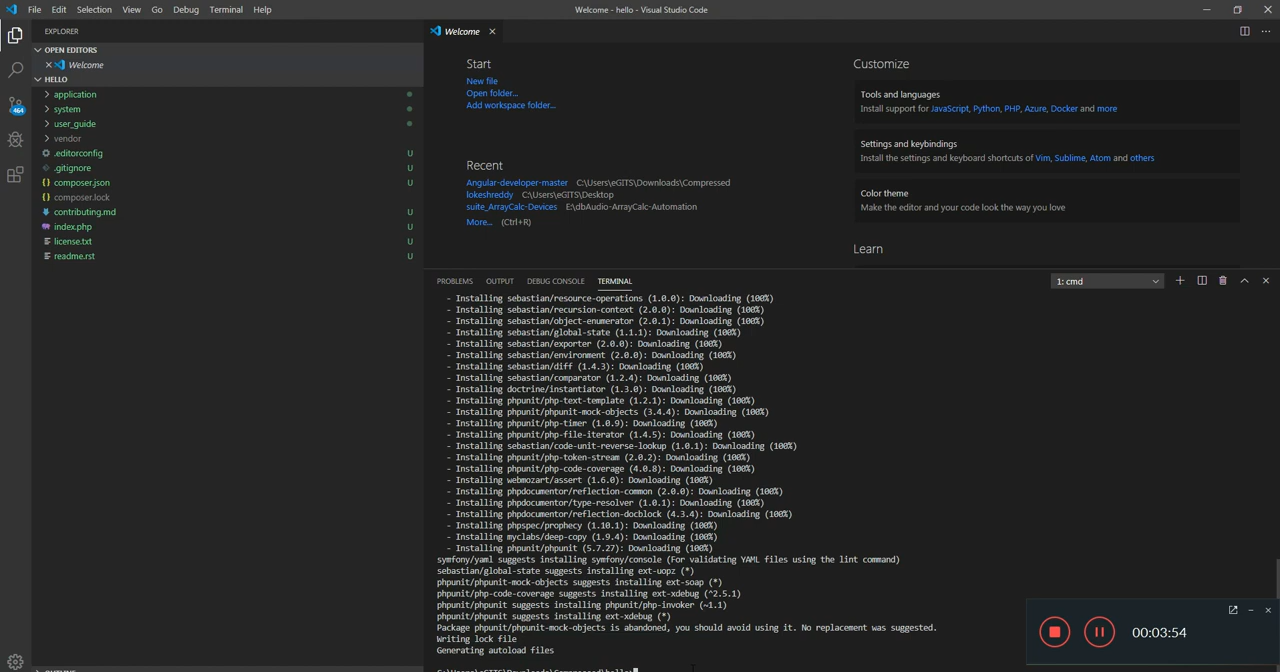 File Edit Selection View Go Debug Terminal Help
Welcome - hello - Visual Studio Code
EXPLORER
OPEN EDITORS
Welcome
HELLO
application
system
user_guide
vendor
.editorconfig U
.gitignore U
composer.json U
composer.lock
contributing.md U
index.php U
license.txt U
readme.rst U
464
Welcome
Start
New file
Open folder...
Add workspace folder...
Recent
Angular-developer-master C:\Users\eGITS\Downloads\Compressed
lokeshreddy C:\Users\eGITS\Desktop
suite_ArrayCalc-Devices E:\dbAudio-ArrayCalc-Automation
More... (Ctrl+R)
Customize
Tools and languages
Install support for JavaScript, Python, PHP, Azure, Docker and more
Settings and keybindings
Install the settings and keyboard shortcuts of Vim, Sublime, Atom and others
Color theme
Make the editor and your code look the way you love
Learn
PROBLEMS OUTPUT DEBUG CONSOLE TERMINAL
1: cmd
- Installing sebastian/resource-operations (1.0.0): Downloading (100%)
- Installing sebastian/recursion-context (2.0.0): Downloading (100%)
- Installing sebastian/object-enumerator (2.0.1): Downloading (100%)
- Installing sebastian/global-state (1.1.1): Downloading (100%)
- Installing sebastian/exporter (2.0.0): Downloading (100%)
- Installing sebastian/environment (2.0.0): Downloading (100%)
- Installing sebastian/diff (1.4.3): Downloading (100%)
- Installing sebastian/comparator (1.2.4): Downloading (100%)
- Installing doctrine/instantiator (1.3.0): Downloading (100%)
- Installing phpunit/php-text-template (1.2.1): Downloading (100%)
- Installing phpunit/phpunit-mock-objects (3.4.4): Downloading (100%)
- Installing phpunit/php-timer (1.0.9): Downloading (100%)
- Installing phpunit/php-file-iterator (1.4.5): Downloading (100%)
- Installing sebastian/code-unit-reverse-lookup (1.0.1): Downloading (100%)
- Installing phpunit/php-token-stream (2.0.2): Downloading (100%)
- Installing phpunit/php-code-coverage (4.0.8): Downloading (100%)
- Installing webmozart/assert (1.6.0): Downloading (100%)
- Installing phpdocumentor/reflection-common (2.0.0): Downloading (100%)
- Installing phpdocumentor/type-resolver (1.0.1): Downloading (100%)
- Installing phpdocumentor/reflection-docblock (4.3.4): Downloading (100%)
- Installing phpspec/prophecy (1.10.1): Downloading (100%)
- Installing myclabs/deep-copy (1.9.4): Downloading (100%)
- Installing phpunit/phpunit (5.7.27): Downloading (100%)
symfony/yaml suggests installing symfony/console (For validating YAML files using the lint command)
sebastian/global-state suggests installing ext-uopz (*)
phpunit/phpunit-mock-objects suggests installing ext-soap (*)
phpunit/php-code-coverage suggests installing ext-xdebug (^2.5.1)
phpunit/phpunit suggests installing phpunit/php-invoker (~1.1)
phpunit/phpunit suggests installing ext-xdebug (*)
Package phpunit/phpunit-mock-objects is abandoned, you should avoid using it. No replacement was suggested.
Writing lock file
Generating autoload files
C:\Users\eGITS\Downloads\Compressed\hello>
00:03:54